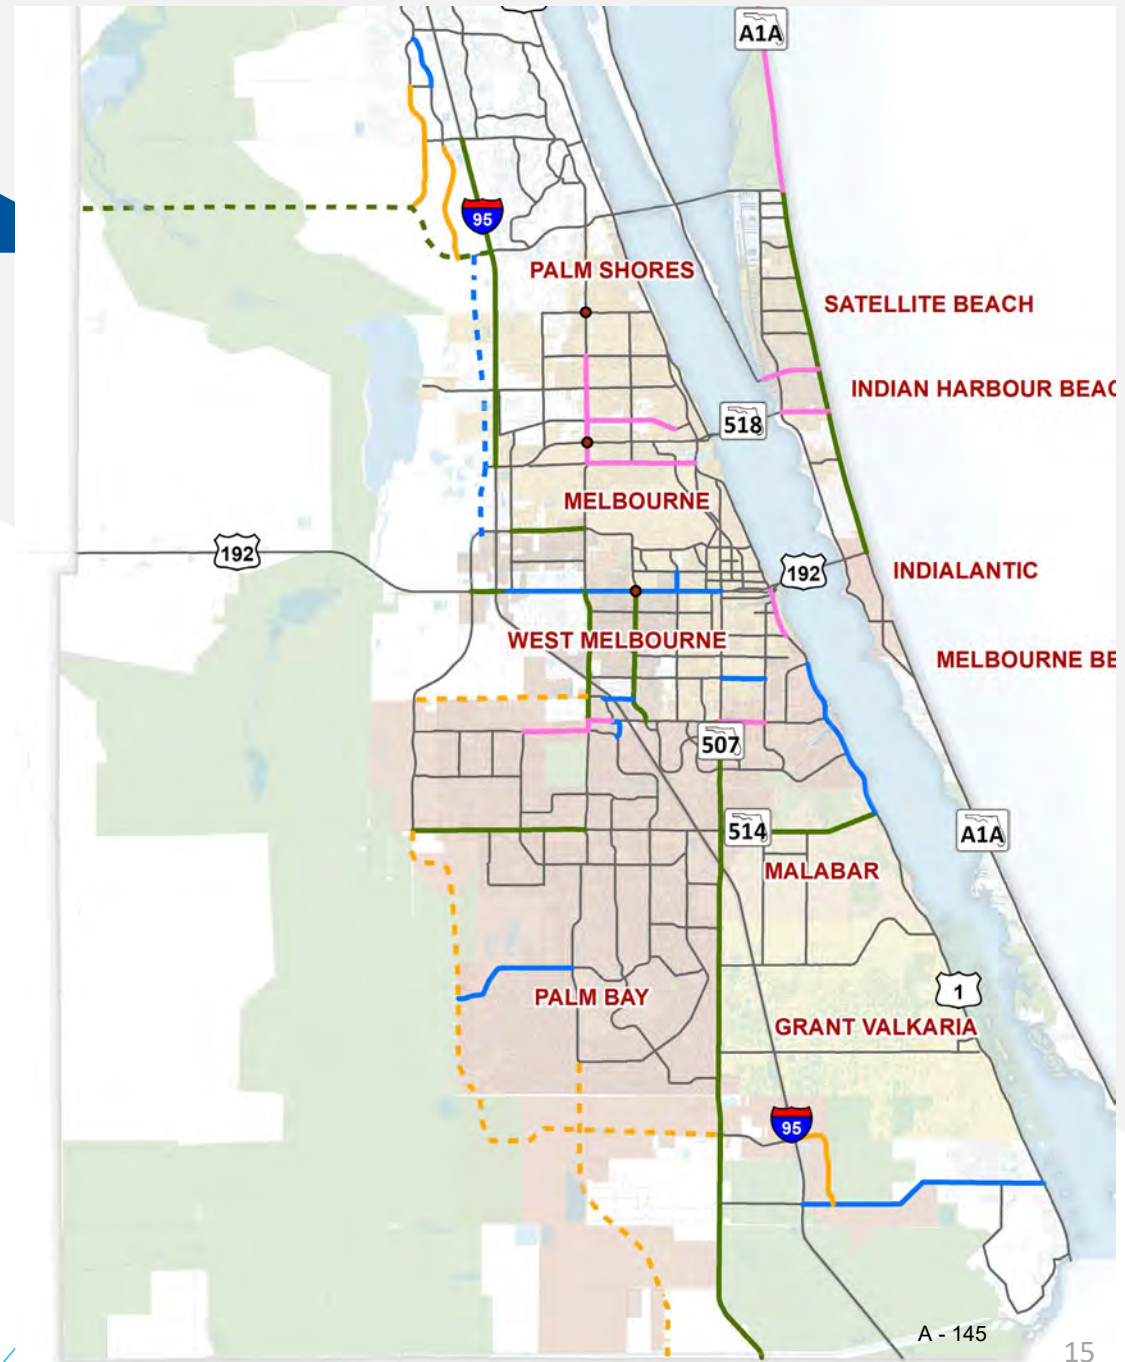 A1A
95
PALM SHORES
SATELLITE BEACH
INDIAN HARBOUR BEAC
518
MELBOURNE
192
192
INDIALANTIC
WEST MELBOURNE
MELBOURNE BE
507
514
A1A
MALABAR
1
PALM BAY
GRANT VALKARIA
95
A - 145
15